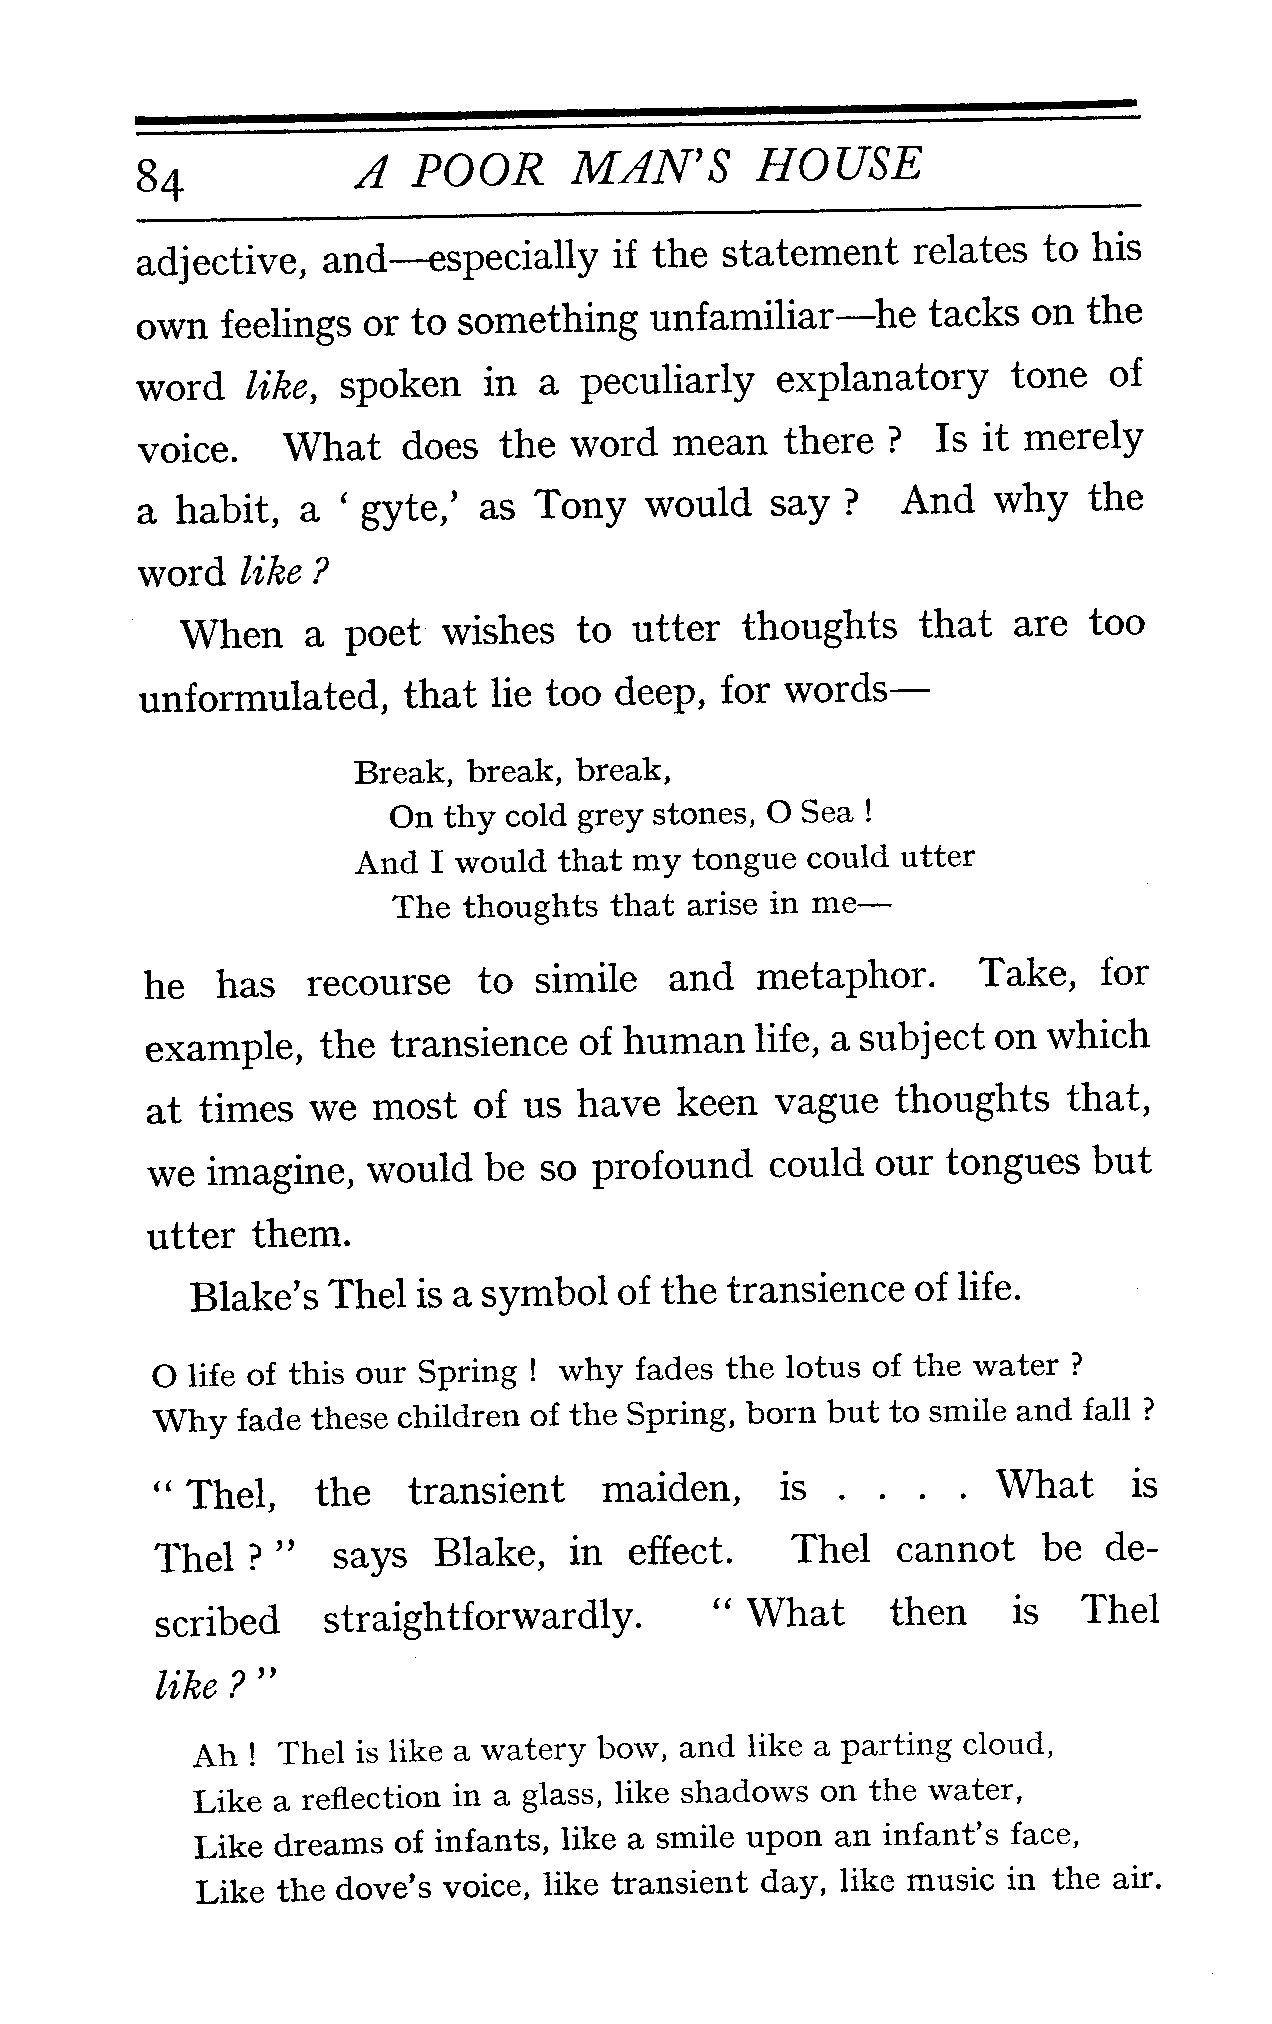 84 A POOR MAN'S HOUSE
adjective, and—especially if the statement relates to his
own feelings or to something unfamiliar—he tacks on the
word like, spoken in a peculiarly explanatory tone of
voice. What does the word mean there ? Is it merely
a habit, a ‘ gyte,’ as Tony would say ? And why the
word like ?
When a poet wishes to utter thoughts that are too
unformulated, that lie too deep, for words—
Break, break, break,
On thy cold grey stones, O Sea !
And I would that my tongue could utter
The thoughts that arise in me—
he has recourse to simile and metaphor. Take, for
example, the transience of human life, a subject on which
at times we most of us have keen vague thoughts that,
we imagine, would be so profound could our tongues but
utter them.
Blake's Thel is a symbol of the transience of life.
O life of this our Spring ! why fades the lotus of the water ?
Why fade these children of the Spring, born but to smile and fall ?
“ Thel, the transient maiden, is . . . . What is
Thel ? ” says Blake, in effect. Thel cannot be de-
scribed straightforwardly. “ What then is Thel
like ? ”
Ah ! Thel is like a watery bow, and like a parting cloud,
Like a reflection in a glass, like shadows on the water,
Like dreams of infants, like a smile upon an infant's face,
Like the dove's voice, like transient day, like music in the air.